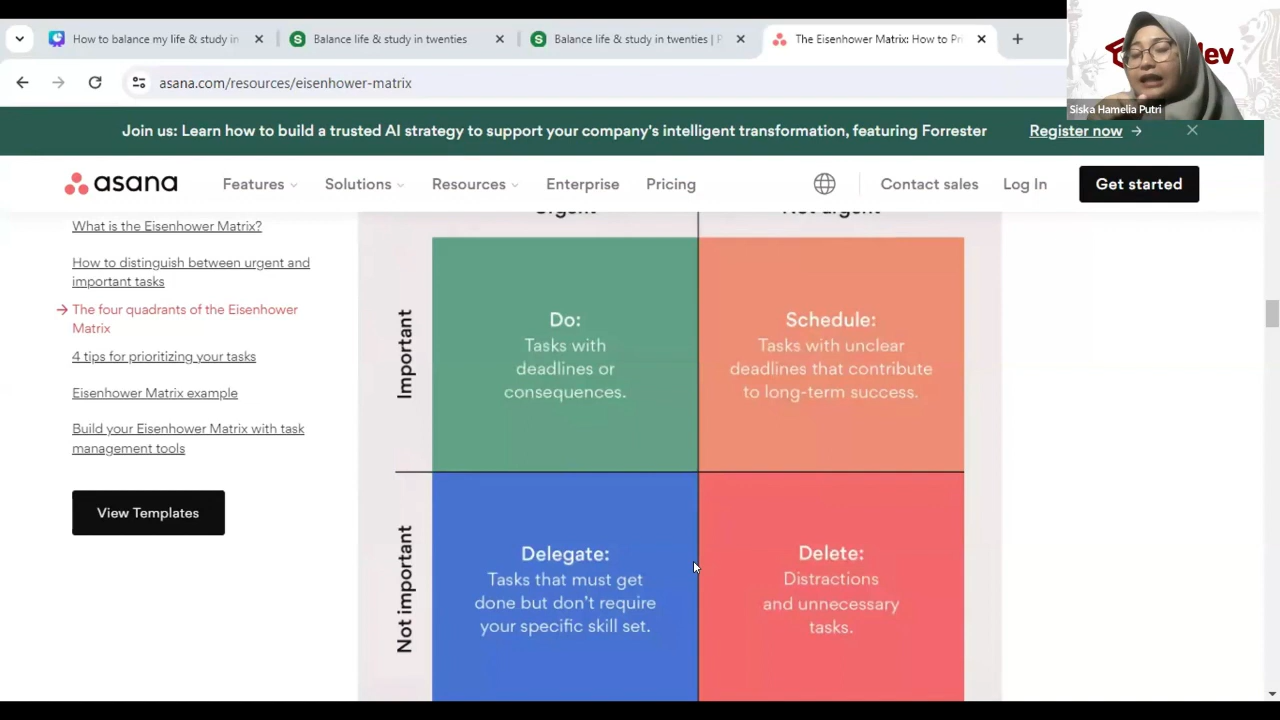 How to balance my life & study in
Balance life & study in twenties
Balance life & study in twenties | P
The Eisenhower Matrix: How to Pri
asana.com/resources/eisenhower-matrix
Siska Hamelia Putri
Join us: Learn how to build a trusted AI strategy to support your company's intelligent transformation, featuring Forrester
Register now →
asana
Features
Solutions
Resources
Enterprise
Pricing
Contact sales
Log In
Get started
What is the Eisenhower Matrix?
How to distinguish between urgent and
important tasks
→ The four quadrants of the Eisenhower
Matrix
4 tips for prioritizing your tasks
Eisenhower Matrix example
Build your Eisenhower Matrix with task
management tools
View Templates
Urgent
Not urgent
Important
Do:
Tasks with
deadlines or
consequences.
Schedule:
Tasks with unclear
deadlines that contribute
to long-term success.
Not important
Delegate:
Tasks that must get
done but don't require
your specific skill set.
Delete:
Distractions
and unnecessary
tasks.